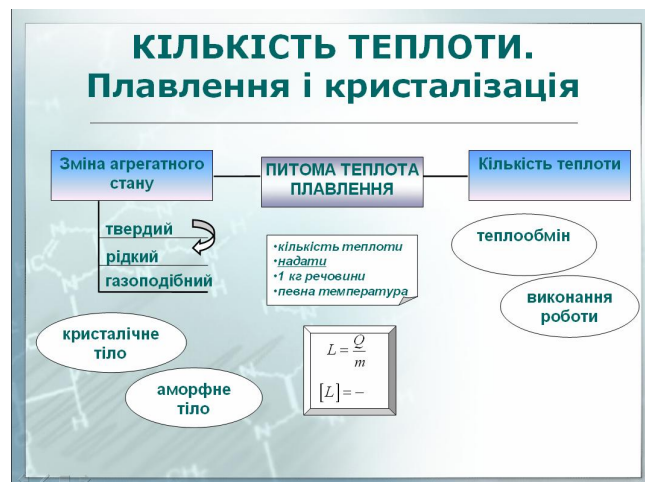 КІЛЬКІСТЬ ТЕПЛОТИ.
Плавлення і кристалізація
Зміна агрегатного
стану
ПИТОМА ТЕПЛОТА
ПЛАВЛЕННЯ
Кількість теплоти
твердий
рідкий
газоподібний
•кількість теплоти
•надати
•1 кг речовини
•певна температура
теплообмін
виконання
роботи
кристалічне
тіло
аморфне
тіло
L = Q/m
[L] = –